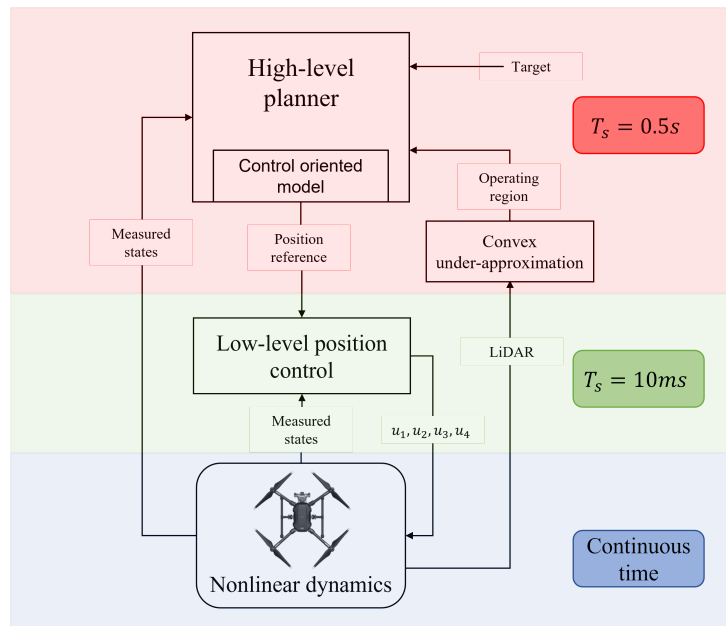 High-level
planner
Target
Control oriented
model
T_s = 0.5s
Operating
region
Measured
states
Position
reference
Convex
under-approximation
Low-level position
control
LiDAR
T_s = 10ms
Measured
states
u_1, u_2, u_3, u_4
Nonlinear dynamics
Continuous
time